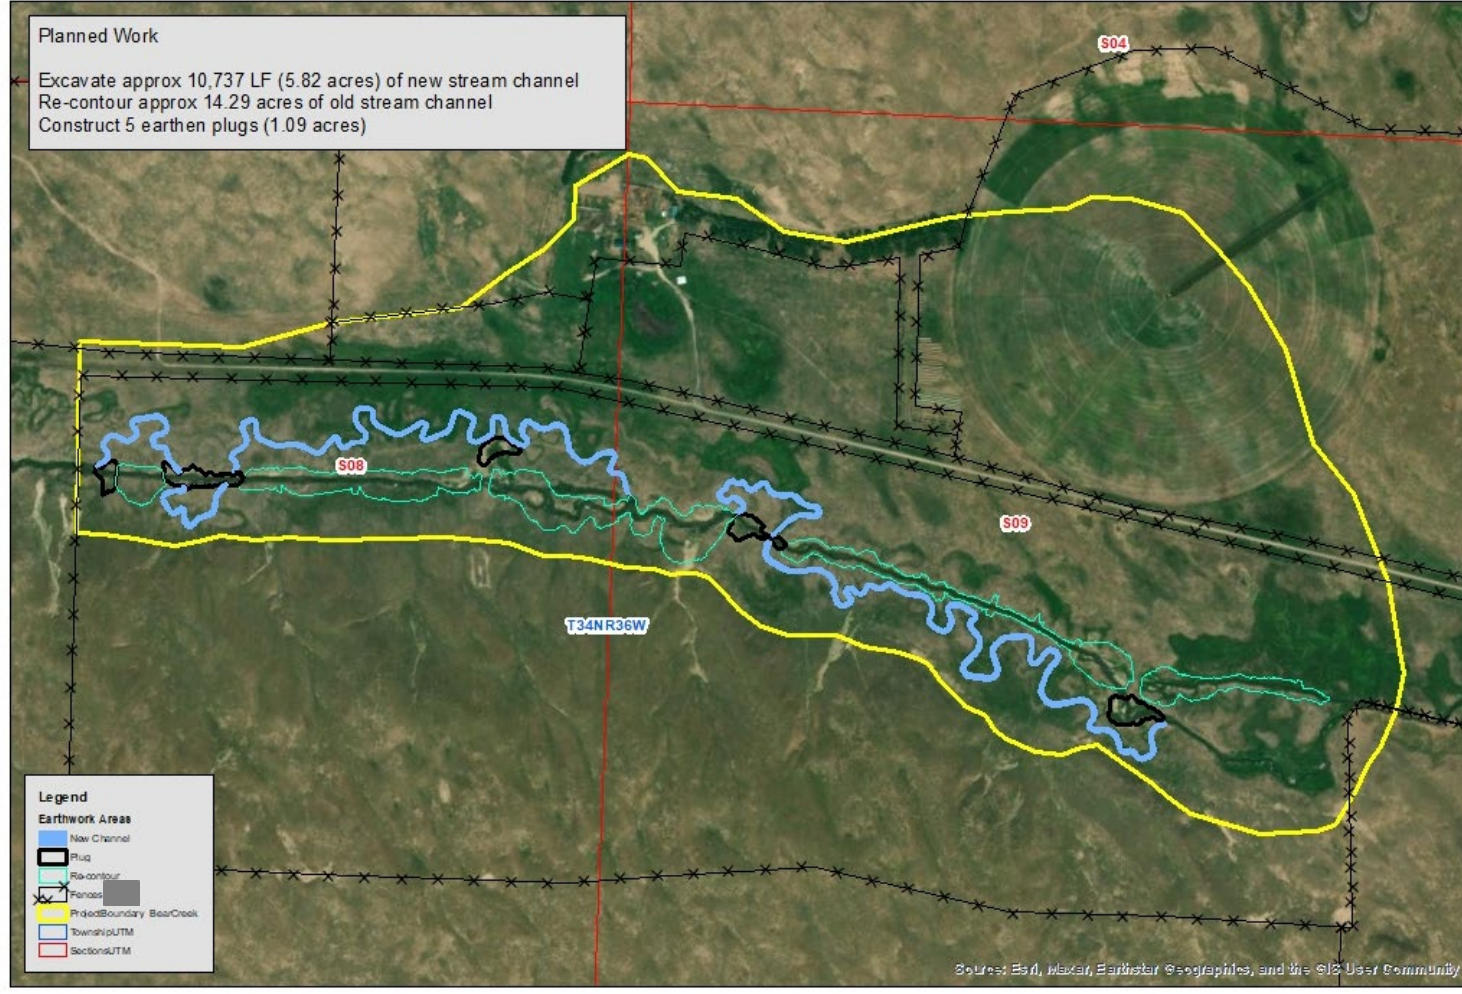 Planned Work
Excavate approx 10,737 LF (5.82 acres) of new stream channel
Re-contour approx 14.29 acres of old stream channel
Construct 5 earthen plugs (1.09 acres)
S04
S08
S09
T34NR36W
Legend
Earthwork Areas
New Channel
Plug
Re-contour
Fences
ProjectBoundary BearCreek
TownshipUTM
SectionsUTM
Source: Esri, Maxar, Earthstar Geographics, and the GIS User Community